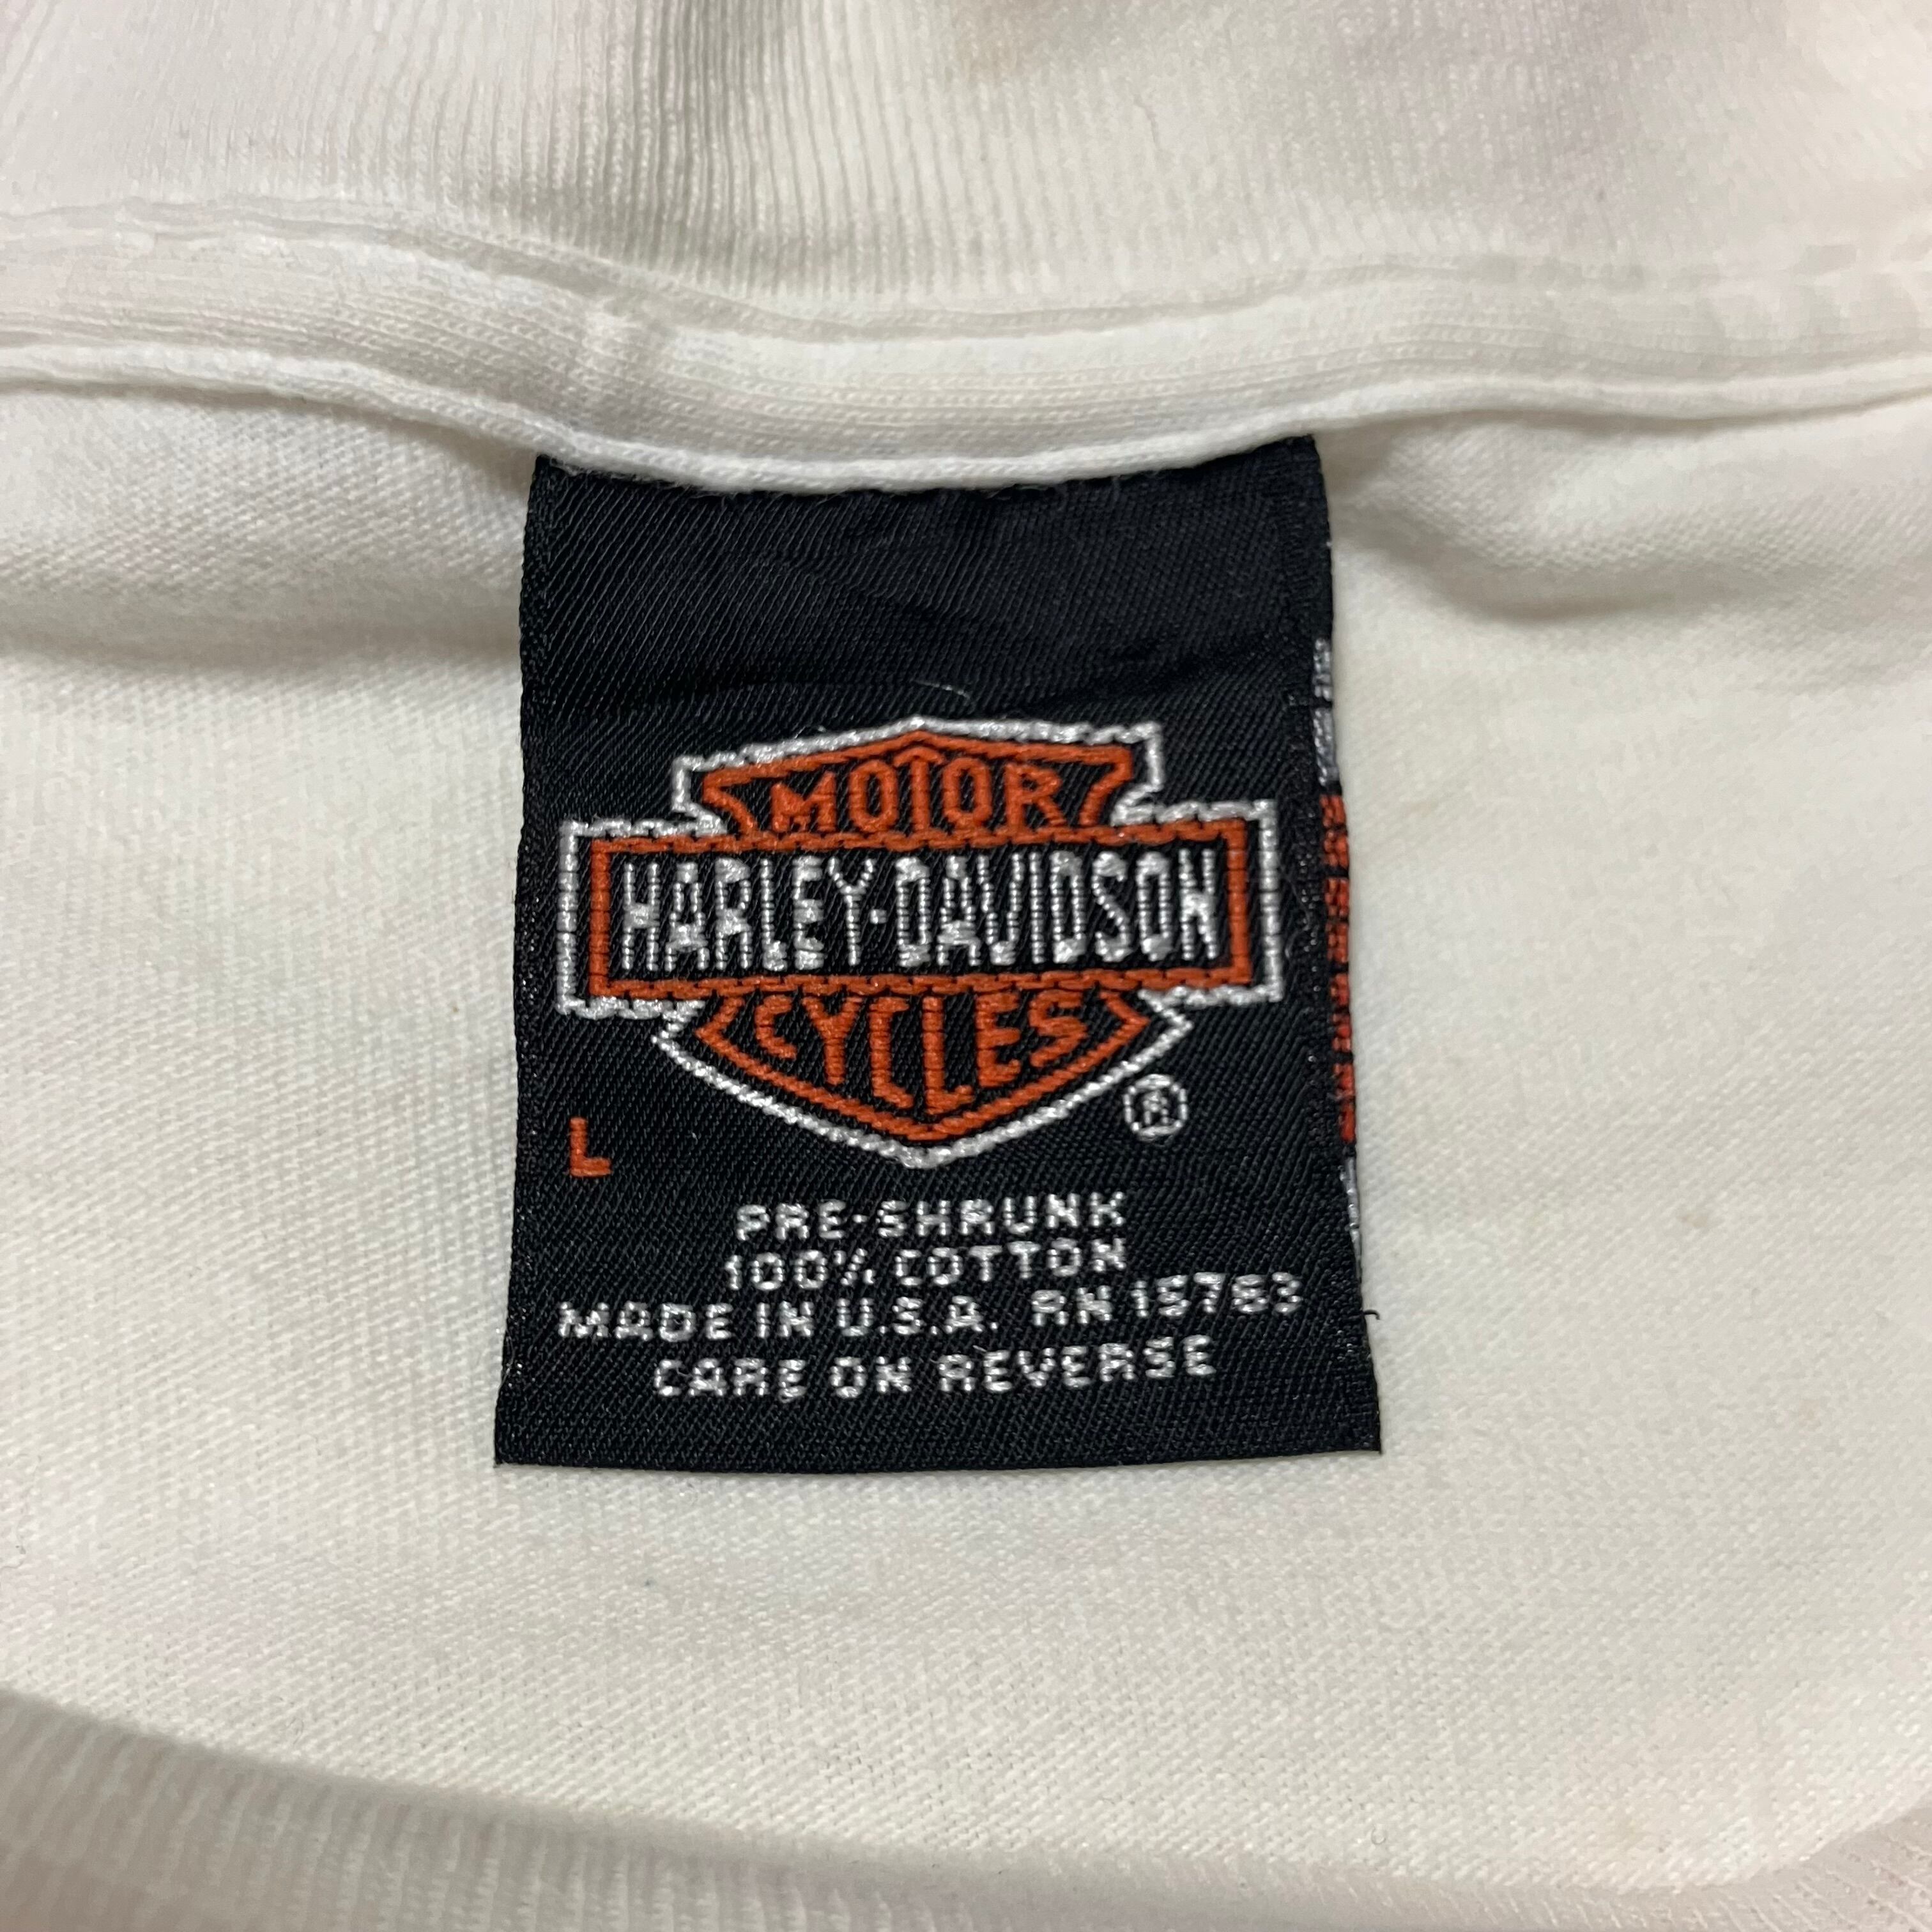 MOTOR
HARLEY-DAVIDSON
CYCLES
®
L
PRE-SHRUNK
100% COTTON
MADE IN U.S.A. RN 15763
CARE ON REVERSE